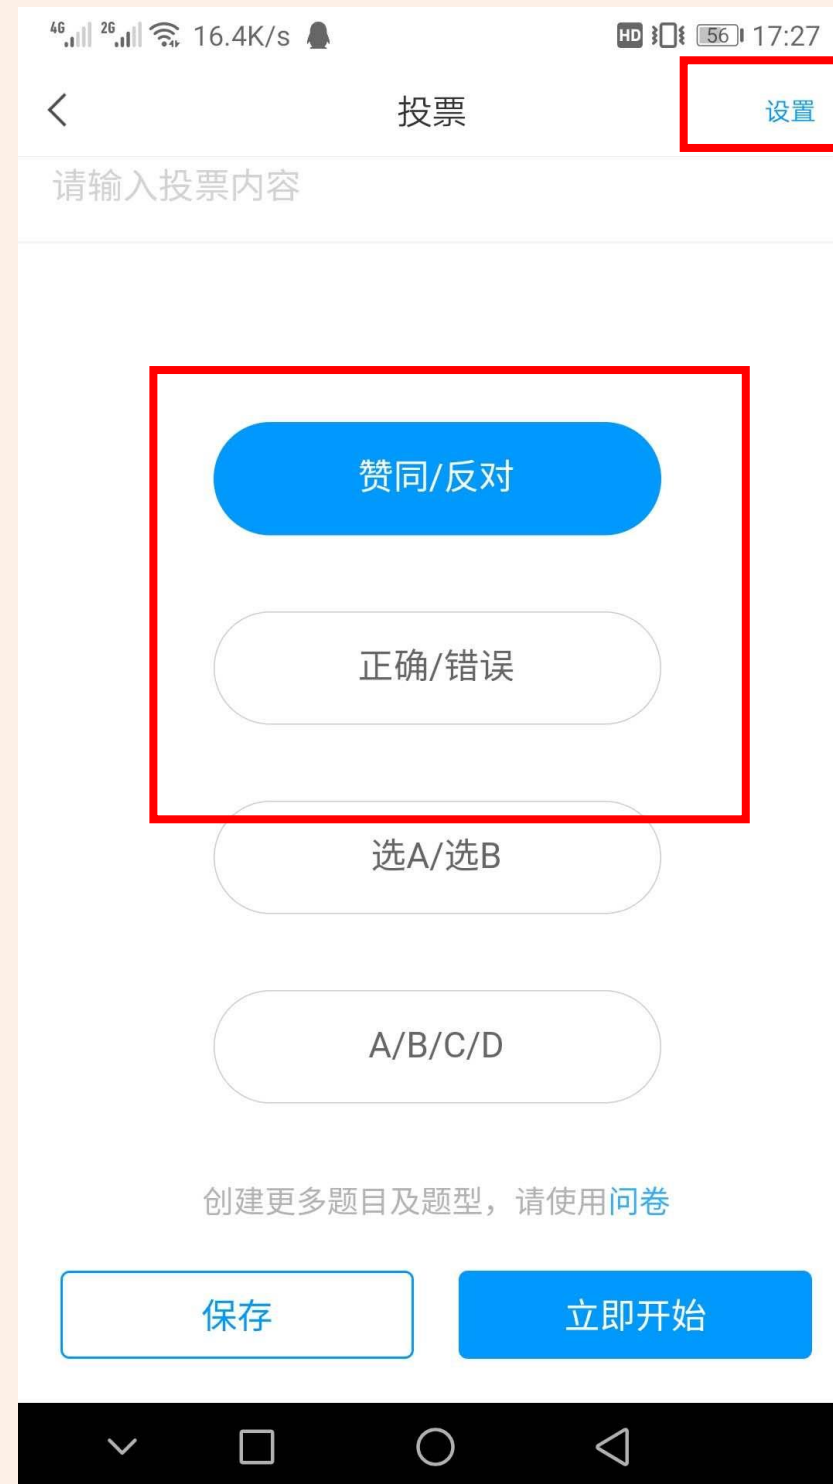 4G 2G 16.4K/s HD 56 17:27
投票 设置
请输入投票内容
赞同/反对
正确/错误
选A/选B
A/B/C/D
创建更多题目及题型，请使用问卷
保存 立即开始